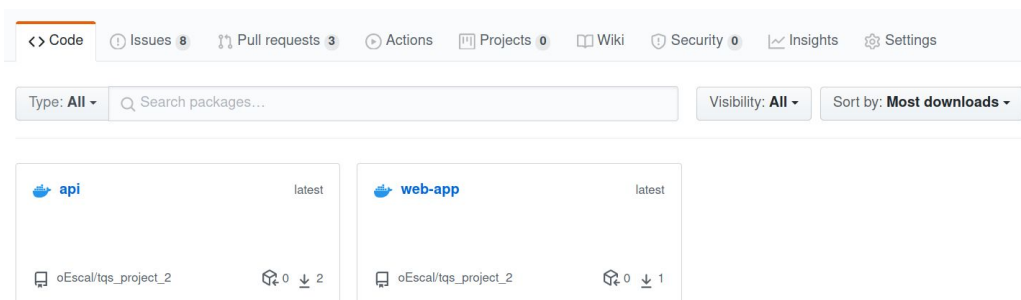 Code Issues 8 Pull requests 3 Actions Projects 0 Wiki Security 0 Insights Settings
Type: All Search packages… Visibility: All Sort by: Most downloads
api latest web-app latest
oEscal/tqs_project_2 0 2 oEscal/tqs_project_2 0 1